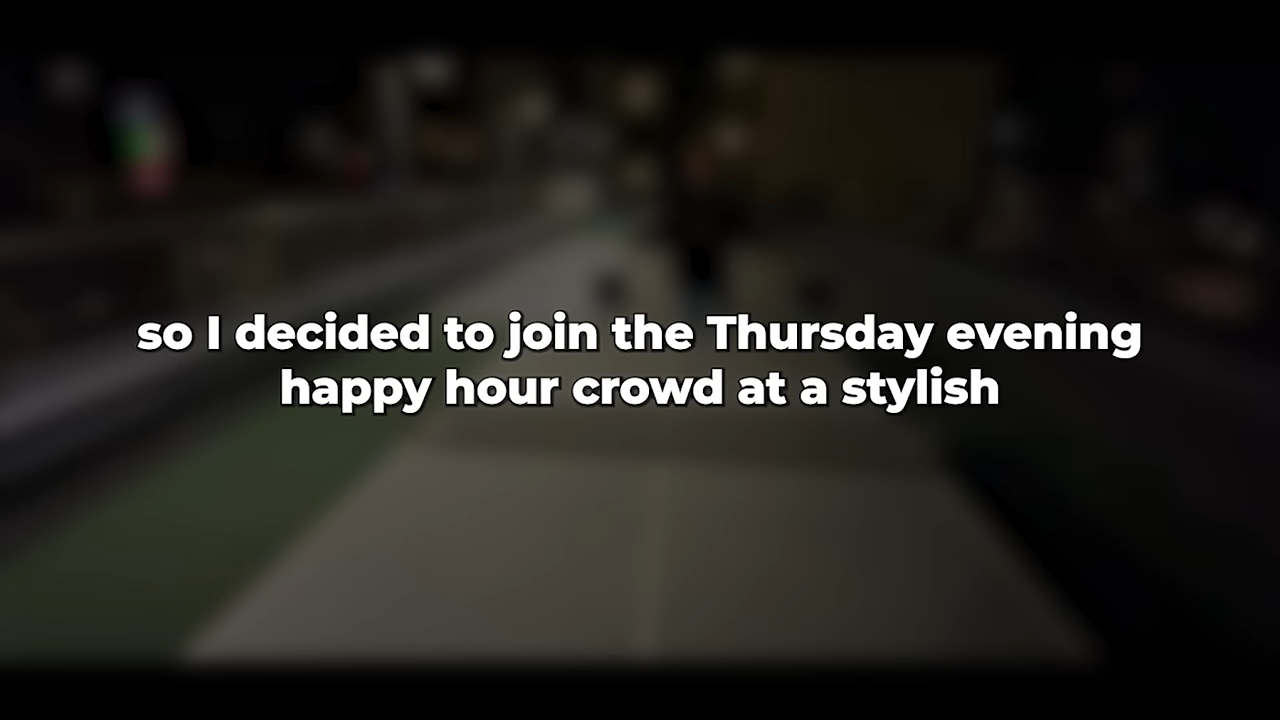 so I decided to join the Thursday evening
happy hour crowd at a stylish